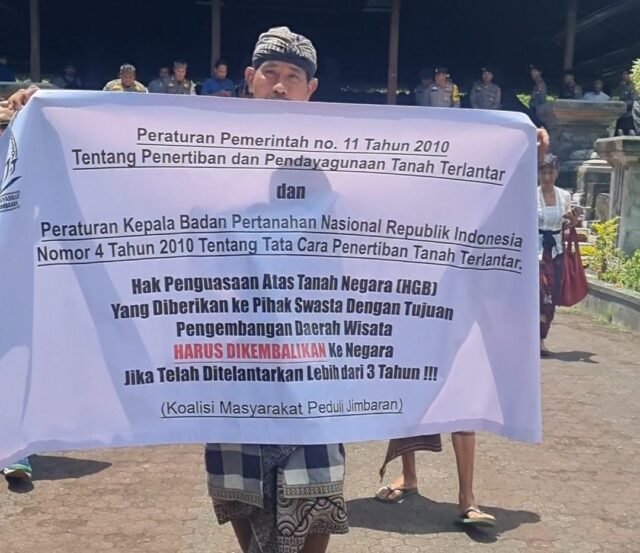 Peraturan Pemerintah no. 11 Tahun 2010
Tentang Penertiban dan Pendayagunaan Tanah Terlantar
dan
Peraturan Kepala Badan Pertanahan Nasional Republik Indonesia
Nomor 4 Tahun 2010 Tentang Tata Cara Penertiban Tanah Terlantar.
Hak Penguasaan Atas Tanah Negara (HGB)
Yang Diberikan ke Pihak Swasta Dengan Tujuan
Pengembangan Daerah Wisata
HARUS DIKEMBALIKAN Ke Negara
Jika Telah Ditelantarkan Lebih dari 3 Tahun !!!
(Koalisi Masyarakat Peduli Jimbaran)